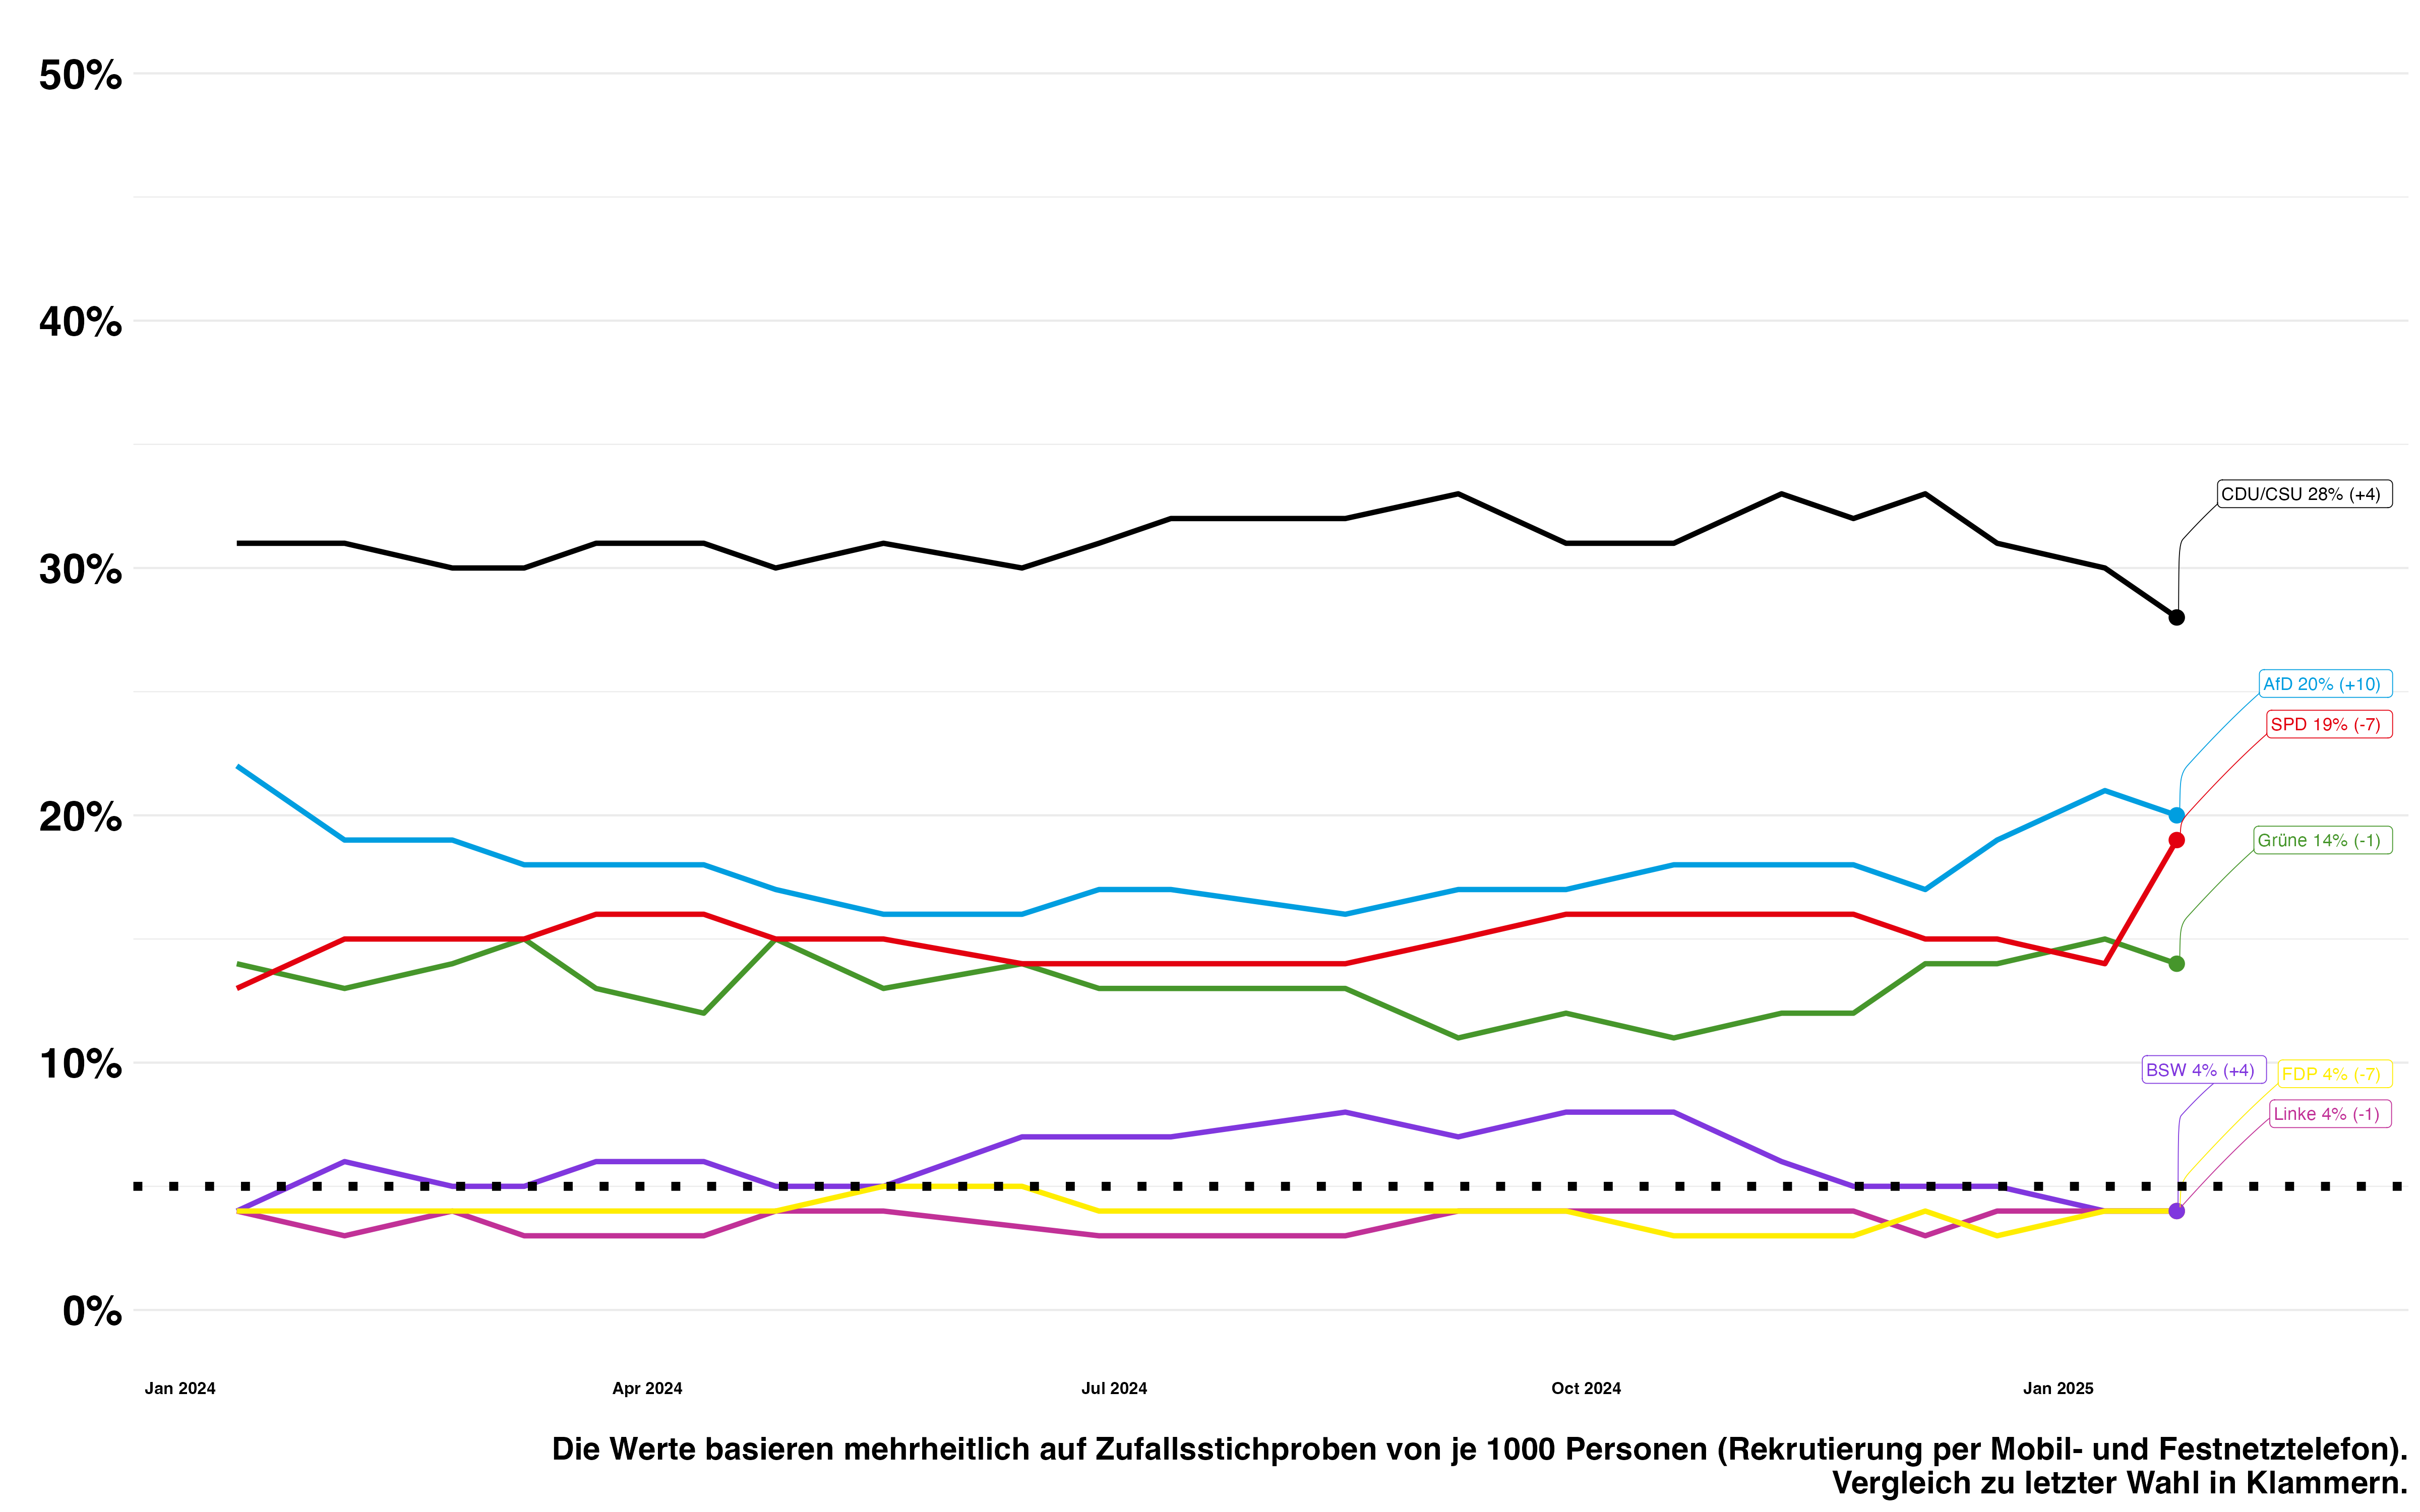 50%
40%
30%
20%
10%
0%
CDU/CSU 28% (+4)
AfD 20% (+10)
SPD 19% (-7)
Grüne 14% (-1)
BSW 4% (+4)
FDP 4% (-7)
Linke 4% (-1)
Jan 2024
Apr 2024
Jul 2024
Oct 2024
Jan 2025
Die Werte basieren mehrheitlich auf Zufallsstichproben von je 1000 Personen (Rekrutierung per Mobil- und Festnetztelefon).
Vergleich zu letzter Wahl in Klammern.